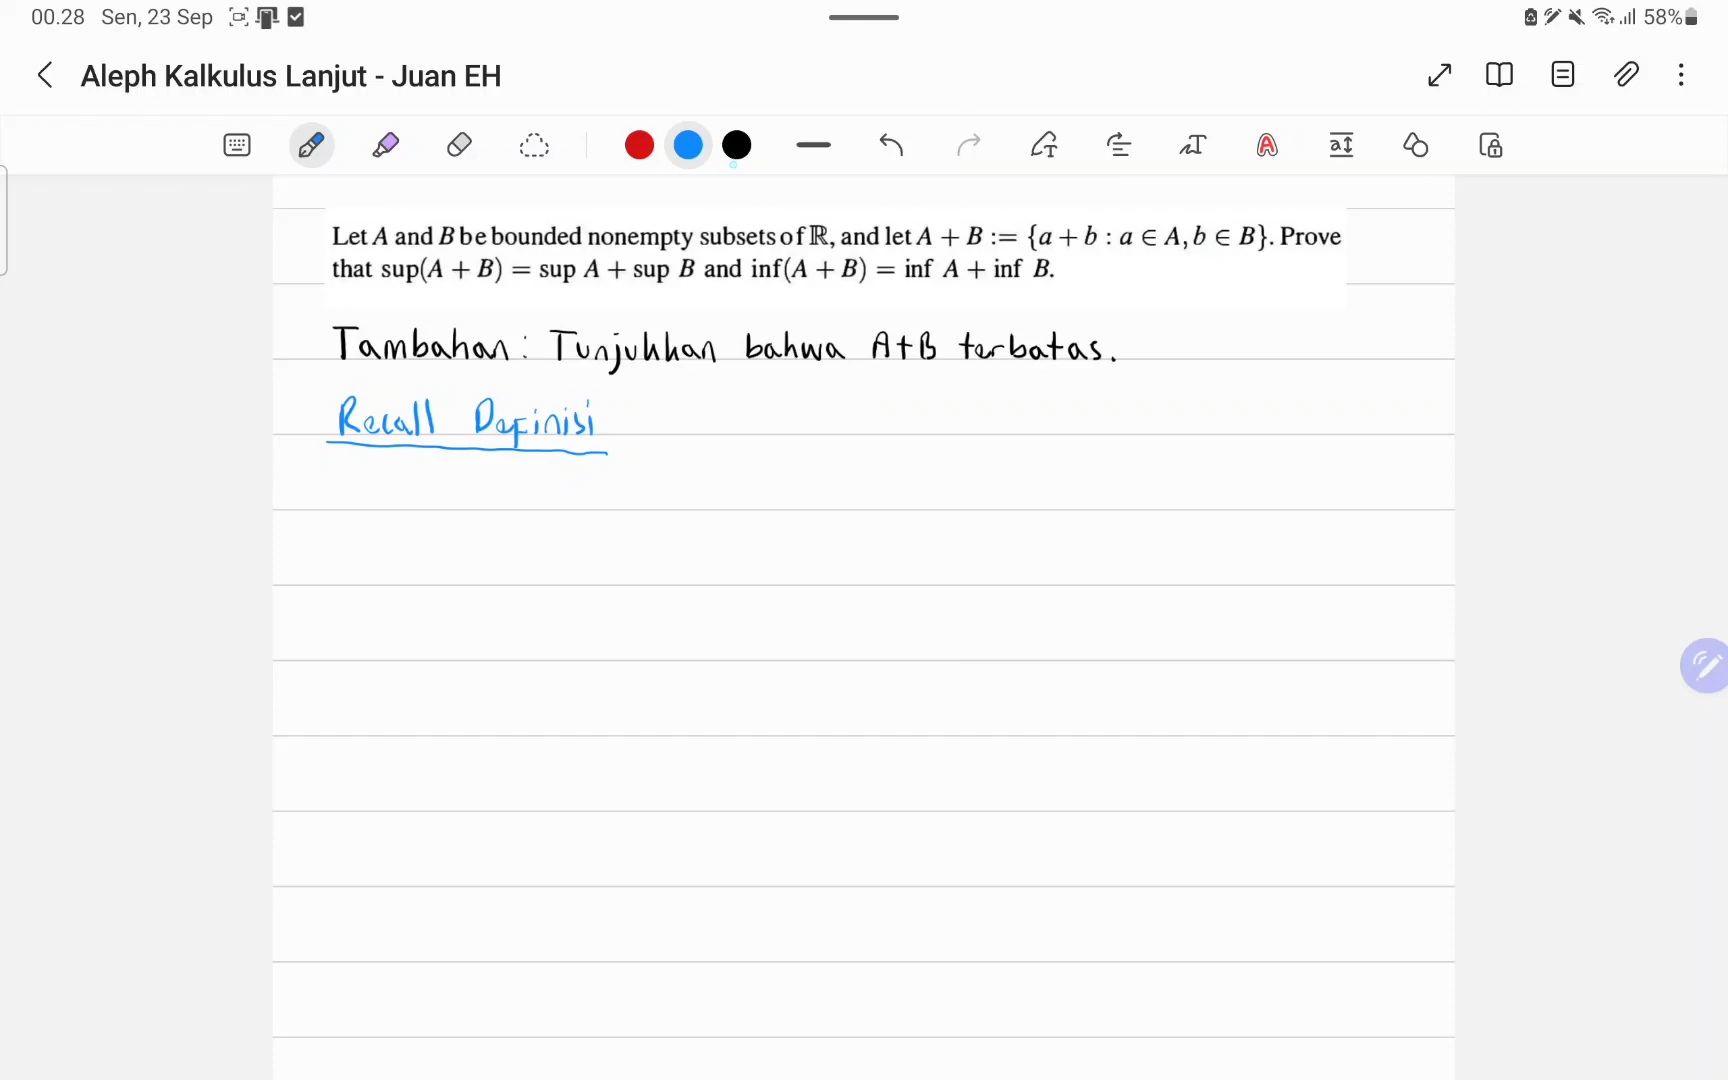 00.28 Sen, 23 Sep 58%
Aleph Kalkulus Lanjut - Juan EH
Let A and B be bounded nonempty subsets of ℝ, and let A + B := {a + b : a ∈ A, b ∈ B}. Prove
that sup(A + B) = sup A + sup B and inf(A + B) = inf A + inf B.
Tambahan: Tunjukkan bahwa A+B terbatas.
Recall Definisi